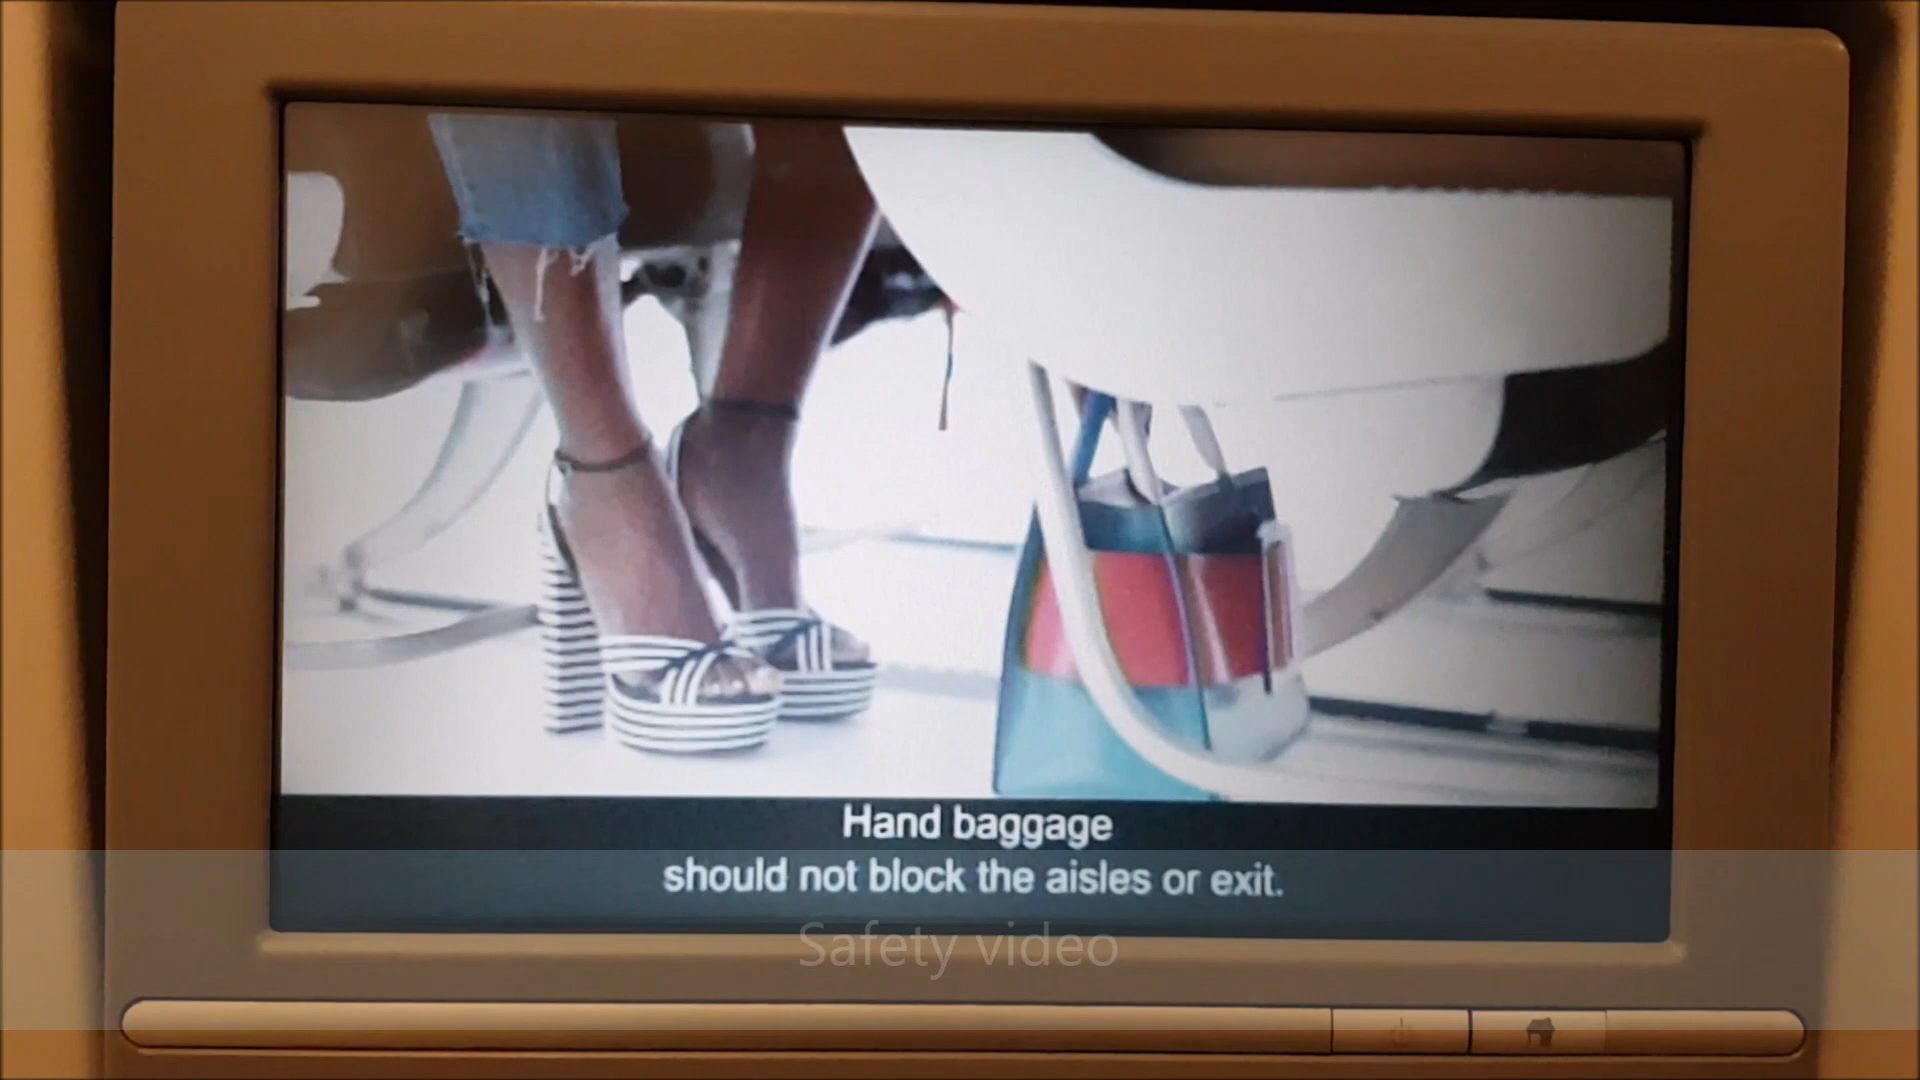 Hand baggage
should not block the aisles or exit.
Safety video